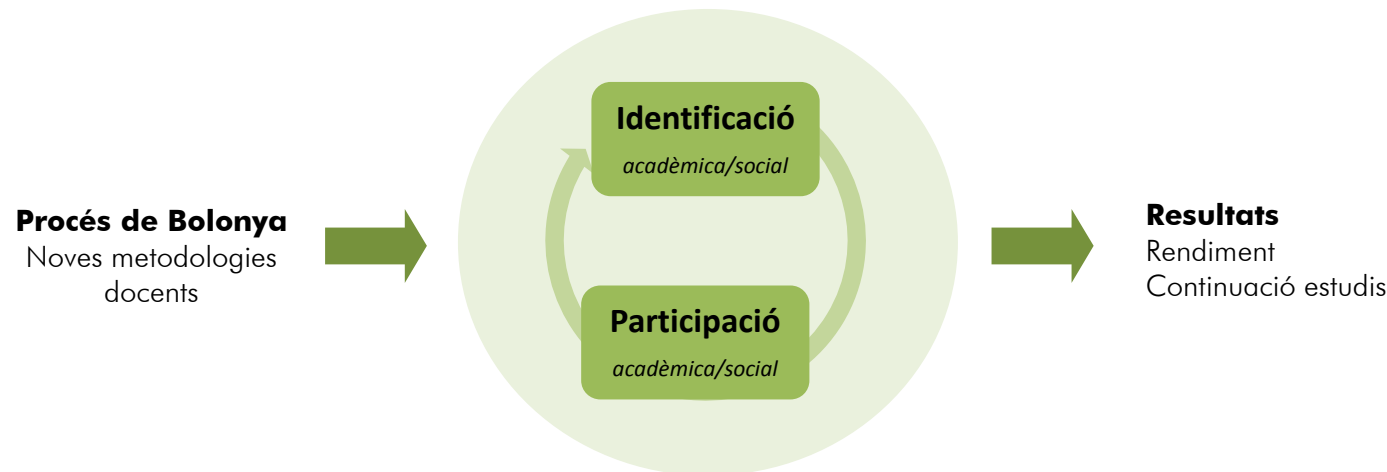 Procés de Bolonya
Noves metodologies
docents
Identificació
acadèmica/social
Participació
acadèmica/social
Resultats
Rendiment
Continuació estudis